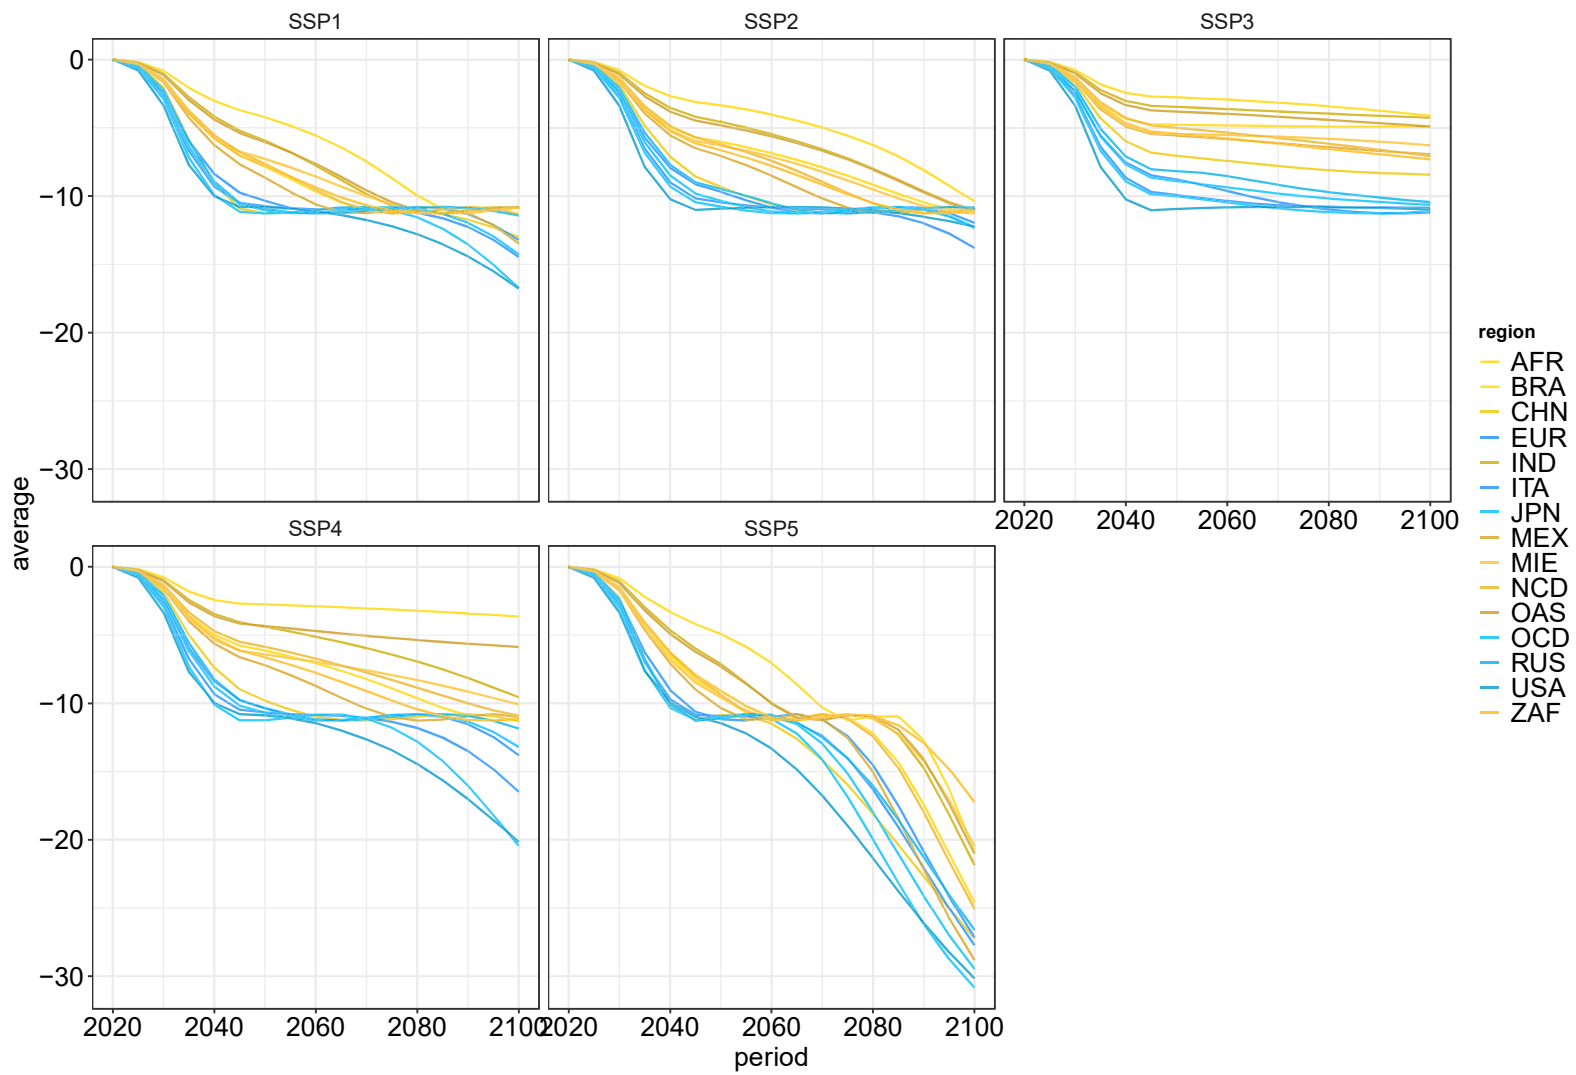 SSP1
SSP2
SSP3
0
−10
−20
−30
2020 2040 2060 2080 2100
SSP4
SSP5
0
−10
−20
−30
2020 2040 2060 2080 2100
2020 2040 2060 2080 2100
average
period
region
AFR
BRA
CHN
EUR
IND
ITA
JPN
MEX
MIE
NCD
OAS
OCD
RUS
USA
ZAF